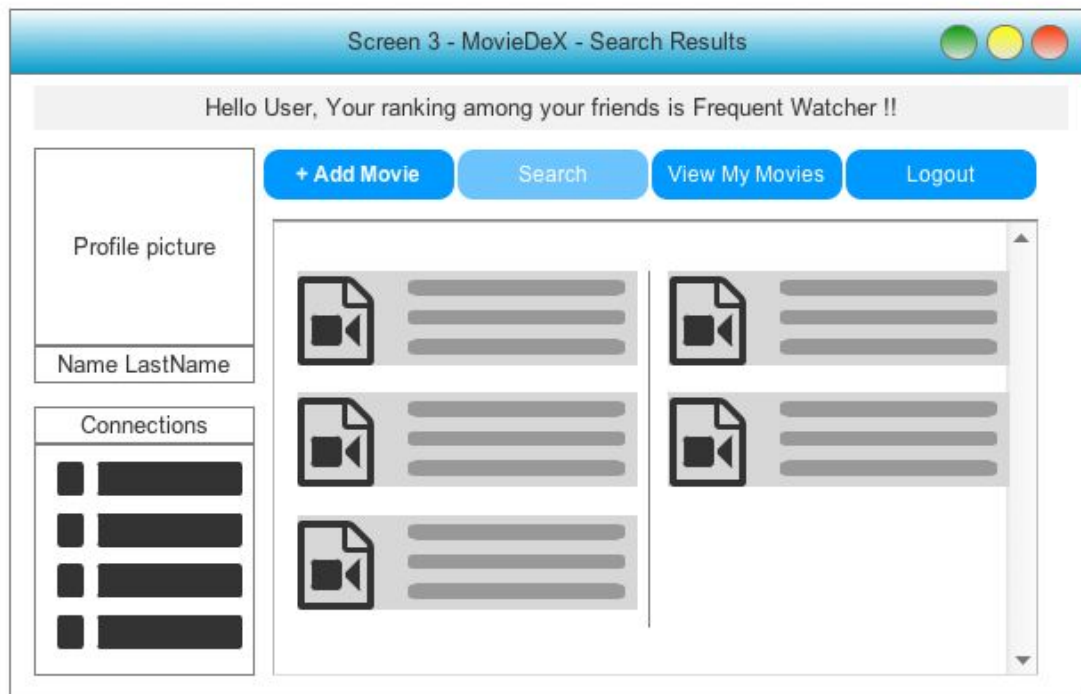 Screen 3 - MovieDeX - Search Results
Hello User, Your ranking among your friends is Frequent Watcher !!
+ Add Movie
Search
View My Movies
Logout
Profile picture
Name LastName
Connections